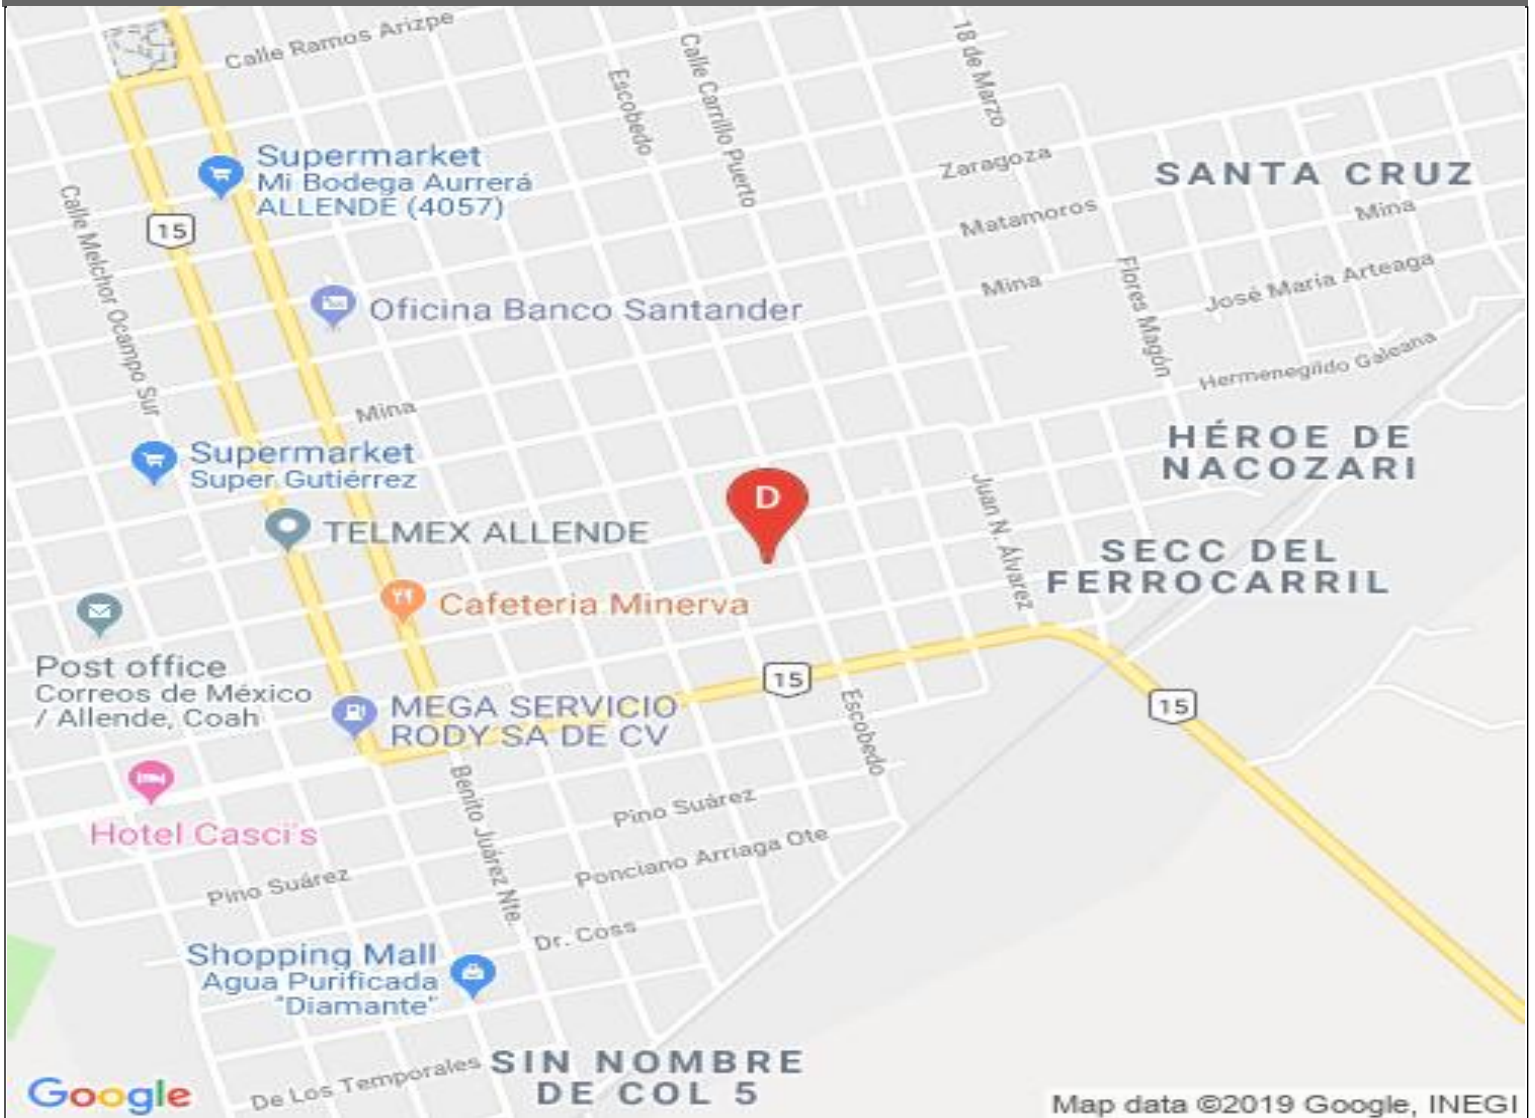 Calle Ramos Arizpe
Escobedo
Calle Carrillo Puerto
18 de Marzo
Supermarket
Mi Bodega Aurrerá
ALLENDE (4057)
Zaragoza
SANTA CRUZ
Calle Melchor Ocampo Sur
15
Matamoros
Mina
Oficina Banco Santander
Mina
Flores Magón
José María Arteaga
Hermenegildo Galeana
Mina
Supermarket
Super Gutiérrez
HÉROE DE
NACOZARI
D
TELMEX ALLENDE
Juan N. Álvarez
SECC DEL
FERROCARRIL
Cafeteria Minerva
Post office
Correos de México
/ Allende, Coah
MEGA SERVICIO
RODY SA DE CV
15
15
Escobedo
Hotel Casci's
Benito Juárez Nte.
Pino Suárez
Ponciano Arriaga Ote
Pino Suárez
Dr. Coss
Shopping Mall
Agua Purificada
"Diamante"
De Los Temporales
SIN NOMBRE
DE COL 5
Google
Map data ©2019 Google, INEGI